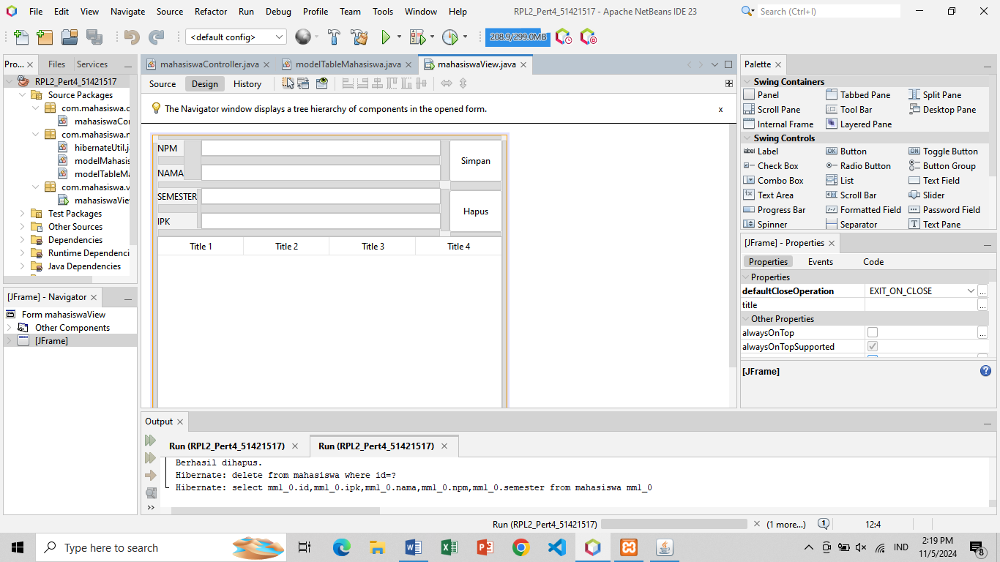 File Edit View Navigate Source Refactor Run Debug Profile Team Tools Window Help RPL2_Pert4_51421517 - Apache NetBeans IDE 23 Search (Ctrl+I)
<default config> 208.9/299.0MB
Pro... Files Services
RPL2_Pert4_51421517
Source Packages
com.mahasiswa.c
mahasiswaCor
com.mahasiswa.m
hibernateUtil.j
modelMahasis
modelTableMa
com.mahasiswa.v
mahasiswaView
Test Packages
Other Sources
Dependencies
Runtime Dependenci
Java Dependencies
[JFrame] - Navigator
Form mahasiswaView
Other Components
[JFrame]
mahasiswaController.java modelTableMahasiswa.java mahasiswaView.java
Source Design History
The Navigator window displays a tree hierarchy of components in the opened form. x
NPM
Simpan
NAMA
SEMESTER
Hapus
IPK
Title 1 Title 2 Title 3 Title 4
Palette
Swing Containers
Panel Tabbed Pane Split Pane
Scroll Pane Tool Bar Desktop Pane
Internal Frame Layered Pane
Swing Controls
label Label OK Button ON Toggle Button
Check Box Radio Button Button Group
Combo Box List Text Field
Text Area Scroll Bar Slider
Progress Bar Formatted Field Password Field
Spinner Separator Text Pane
[JFrame] - Properties
Properties Events Code
Properties
defaultCloseOperation EXIT_ON_CLOSE ...
title ...
Other Properties
alwaysOnTop ...
alwaysOnTopSupported
[JFrame]
Output
Run (RPL2_Pert4_51421517) Run (RPL2_Pert4_51421517)
Berhasil dihapus.
Hibernate: delete from mahasiswa where id=?
Hibernate: select mml_0.id,mml_0.ipk,mml_0.nama,mml_0.npm,mml_0.semester from mahasiswa mml_0
Run (RPL2_Pert4_51421517) (1 more...) 1 12:4
Type here to search IND 2:19 PM
11/5/2024 8